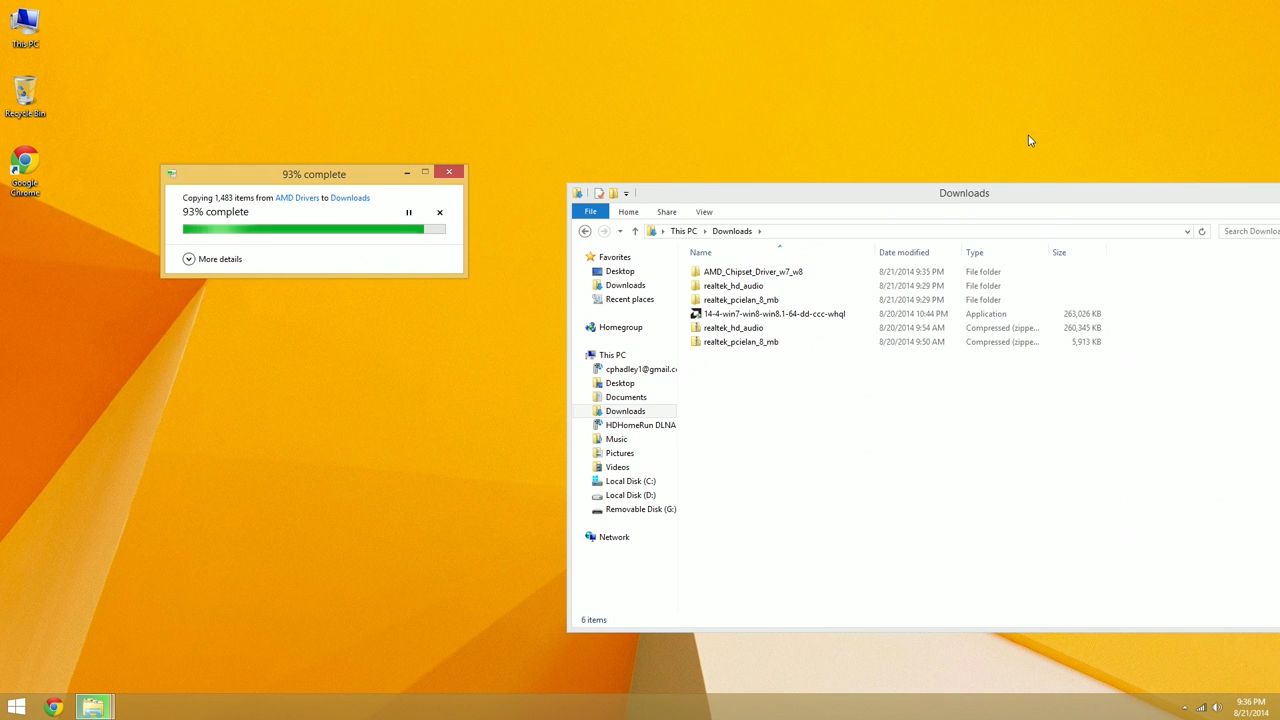 This PC
Recycle Bin
Google
Chrome
93% complete
Copying 1,483 items from AMD Drivers to Downloads
93% complete
More details
Downloads
File Home Share View
This PC Downloads
Search Downloa
Favorites
Desktop
Downloads
Recent places
Homegroup
This PC
cphadley1@gmail.c
Desktop
Documents
Downloads
HDHomeRun DLNA
Music
Pictures
Videos
Local Disk (C:)
Local Disk (D:)
Removable Disk (G:)
Network
Name Date modified Type Size
AMD_Chipset_Driver_w7_w8 8/21/2014 9:35 PM File folder
realtek_hd_audio 8/21/2014 9:29 PM File folder
realtek_pcielan_8_mb 8/21/2014 9:29 PM File folder
14-4-win7-win8-win8.1-64-dd-ccc-whql 8/20/2014 10:44 PM Application 263,026 KB
realtek_hd_audio 8/20/2014 9:54 AM Compressed (zippe... 260,345 KB
realtek_pcielan_8_mb 8/20/2014 9:50 AM Compressed (zippe... 5,913 KB
6 items
9:36 PM
8/21/2014